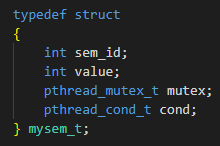 typedef struct
{
    int sem_id;
    int value;
    pthread_mutex_t mutex;
    pthread_cond_t cond;
} mysem_t;